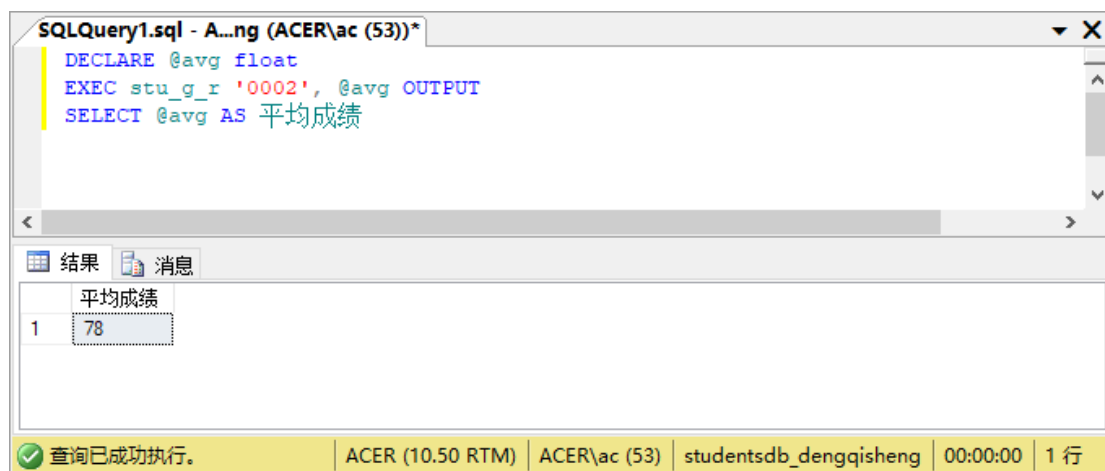 SQLQuery1.sql - A...ng (ACER\ac (53))*
DECLARE @avg float
EXEC stu_g_r '0002', @avg OUTPUT
SELECT @avg AS 平均成绩
结果 消息
平均成绩
1 78
查询已成功执行。 ACER (10.50 RTM) ACER\ac (53) studentsdb_dengqisheng 00:00:00 1 行